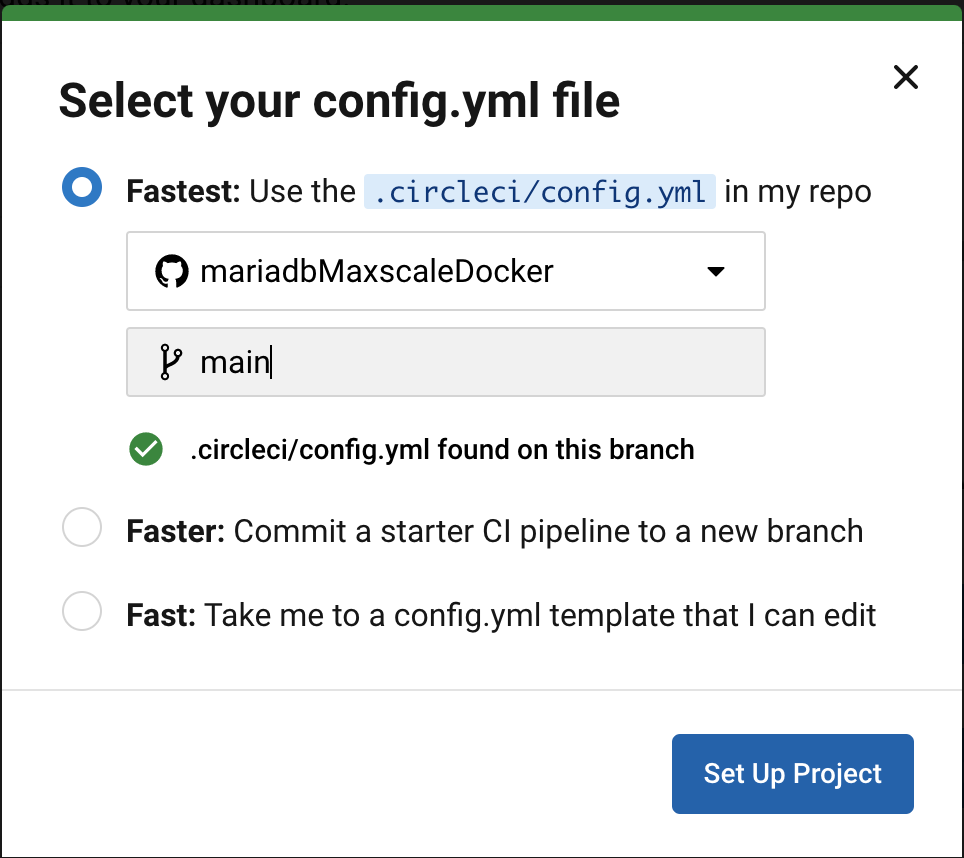 Select your config.yml file
Fastest: Use the .circleci/config.yml in my repo
mariadbMaxscaleDocker
main
.circleci/config.yml found on this branch
Faster: Commit a starter CI pipeline to a new branch
Fast: Take me to a config.yml template that I can edit
Set Up Project